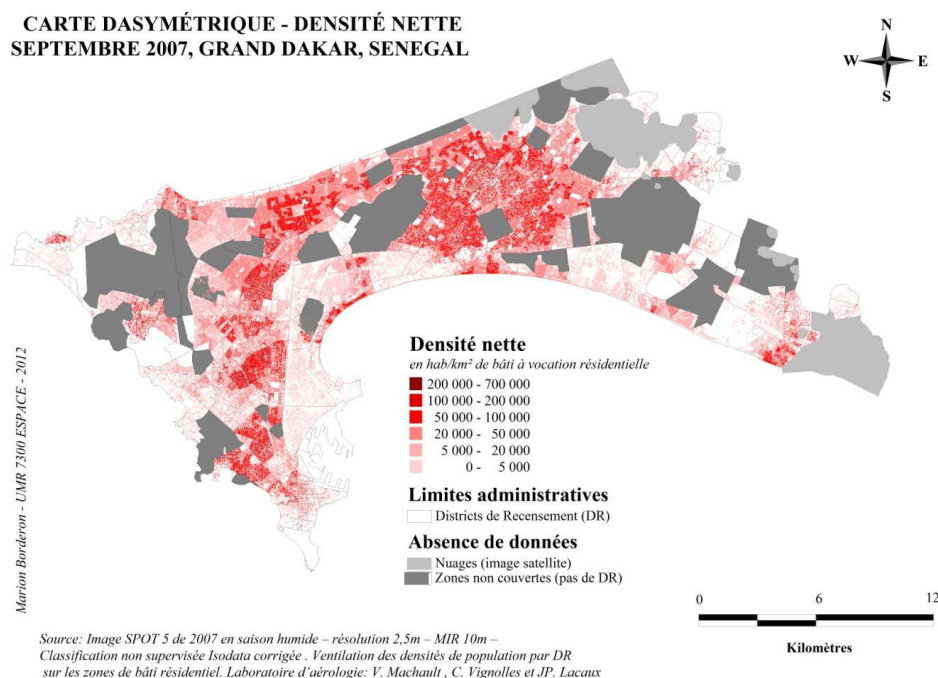 CARTE DASYMÉTRIQUE - DENSITÉ NETTE
SEPTEMBRE 2007, GRAND DAKAR, SENEGAL
N
W E
S
Densité nette
en hab/km² de bâti à vocation résidentielle
200 000 - 700 000
100 000 - 200 000
50 000 - 100 000
20 000 - 50 000
5 000 - 20 000
0 - 5 000
Limites administratives
Districts de Recensement (DR)
Absence de données
Nuages (image satellite)
Zones non couvertes (pas de DR)
Marion Borderon - UMR 7300 ESPACE - 2012
0 6 12
Kilomètres
Source: Image SPOT 5 de 2007 en saison humide – résolution 2,5m – MIR 10m –
Classification non supervisée Isodata corrigée . Ventilation des densités de population par DR
sur les zones de bâti résidentiel. Laboratoire d'aérologie: V. Machault , C. Vignolles et JP. Lacaux